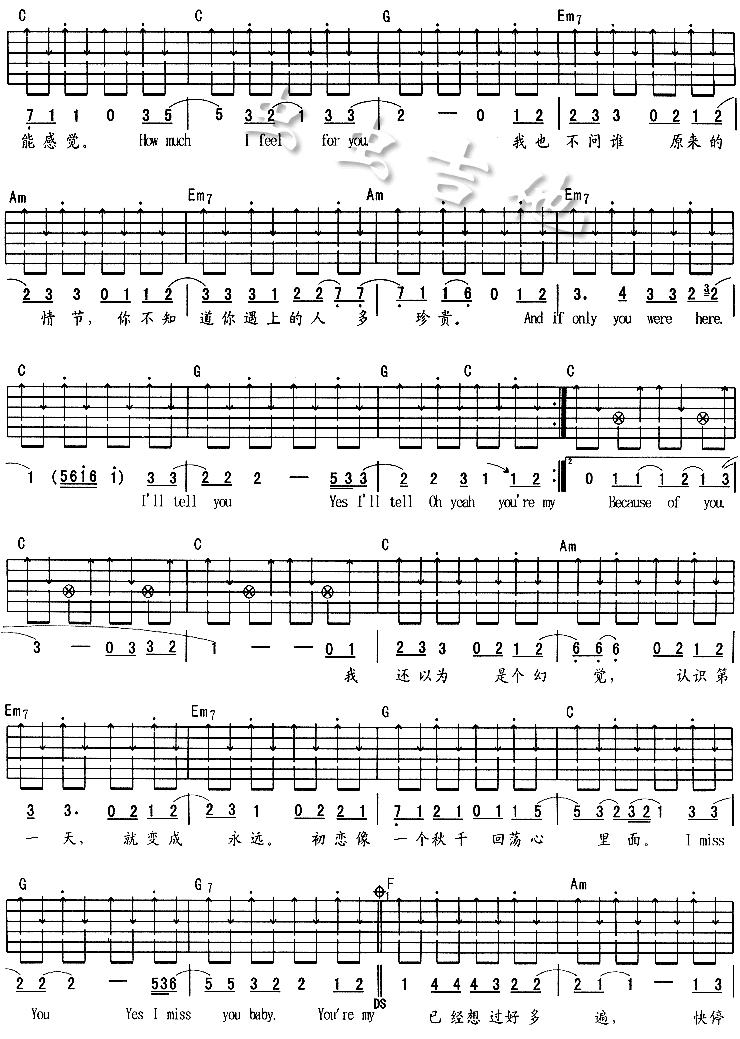 C C G Em7
7 1 1 0 3 5 | 5 3 2 1 3 3 | 2 — 0 1 2 | 2 3 3 0 2 1 2
能感觉。 How much I feel for you. 我也 不问谁 原来的
虫虫吉他
Am Em7 Am Em7
2 3 3 0 1 1 2 | 3 3 3 1 2 2 7 7 | 7 1 1 6 0 1 2 | 3. 4 3 3 2 3 2
情节，你不知 道你遇上的人多 珍贵。 And if only you were here.
C G G C C
1 (5 6 1 6 1) 3 3 | 2 2 2 — 5 3 3 | 2 2 3 1 1 2 :| 2 0 1 1 1 2 1 3
I'll tell you Yes I'll tell Oh yeah you're my Because of you.
C C C Am
3 — 0 3 3 2 | 1 — — 0 1 | 2 3 3 0 2 1 2 | 6 6 6 0 2 1 2
我 还以为 是个幻 觉， 认识第
Em7 Em7 G C
3 3. 0 2 1 2 | 2 3 1 0 2 2 1 | 7 1 2 1 0 1 1 5 | 5 3 2 3 2 1 3 3
一天，就变成 永远。初恋像 一个秋千 回荡心 里面。 I miss
G G7 F Am
1
2 2 2 — 5 3 6 | 5 5 3 2 2 1 2 | 1 4 4 4 3 2 2 | 2 1 1 — 1 3
DS
You Yes I miss you baby. You're my 已经想过好多 遍， 快停